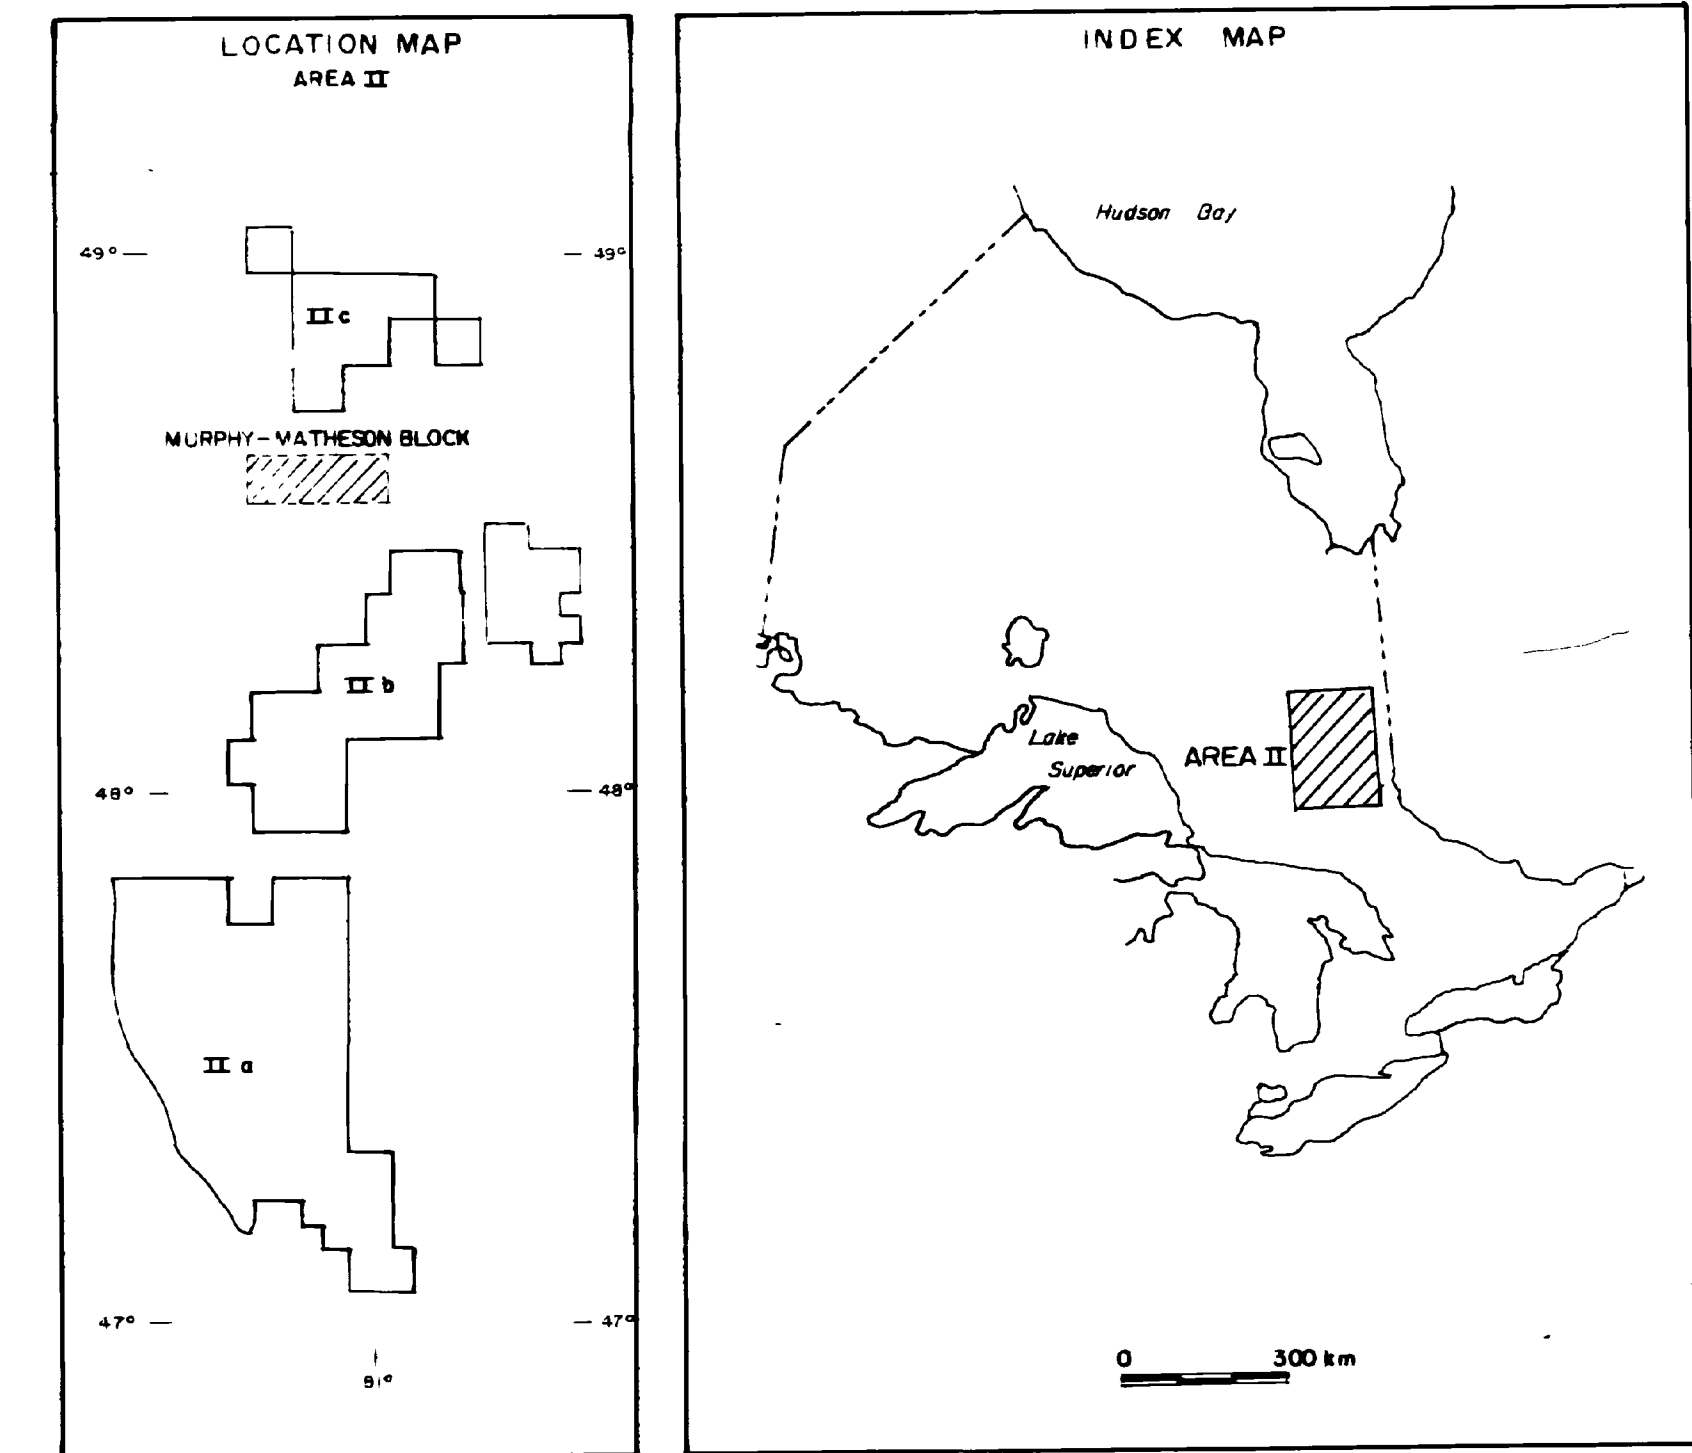 LOCATION MAP
AREA II
49° 49°
II c
MURPHY-MATHESON BLOCK
II b
48° 48°
II a
47° 47°
81°
INDEX MAP
Hudson Bay
Lake
Superior
AREA II
0 300 km